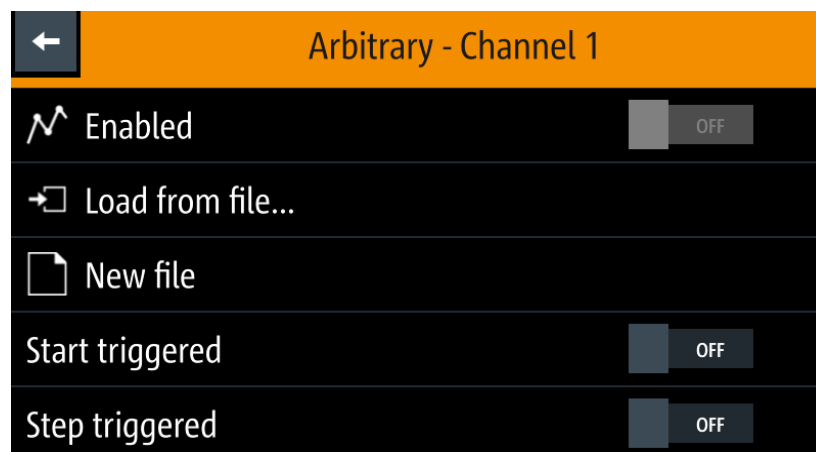 Arbitrary - Channel 1
Enabled OFF
Load from file...
New file
Start triggered OFF
Step triggered OFF